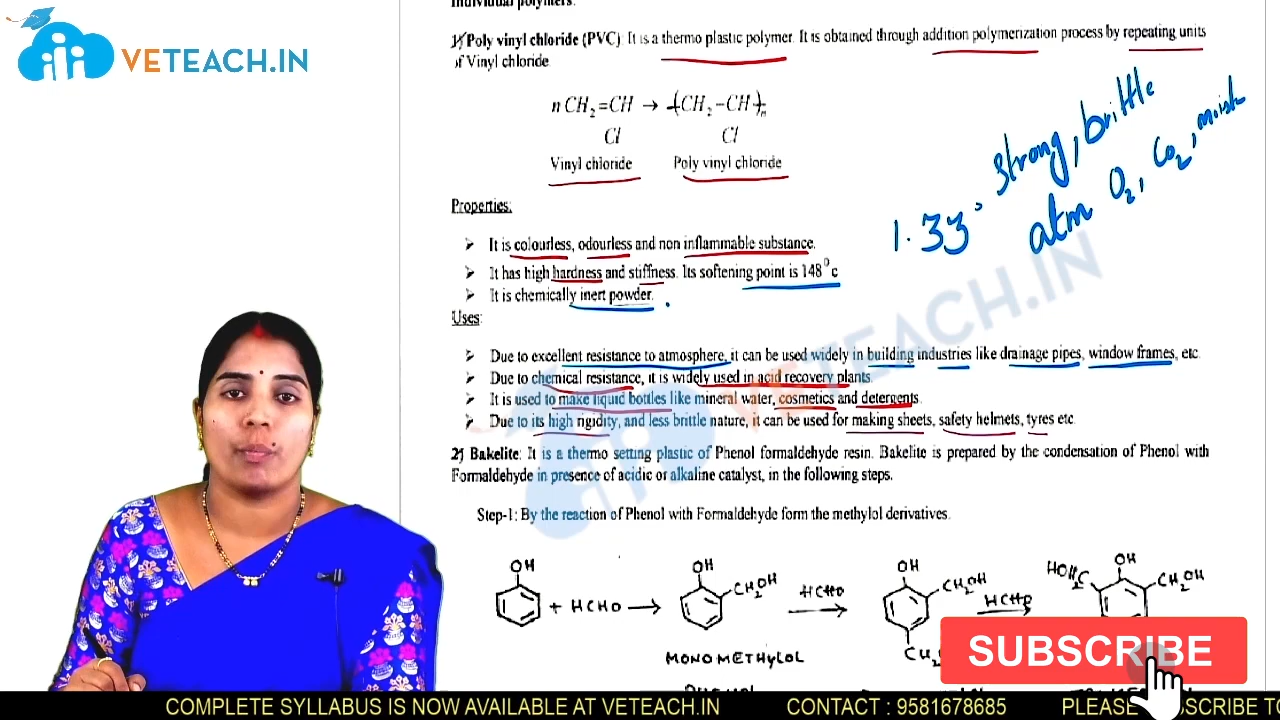 Individual polymers.
VETEACH.IN
1) Poly vinyl chloride (PVC): It is a thermo plastic polymer. It is obtained through addition polymerization process by repeating units
of Vinyl chloride
nCH₂=CH → -(CH₂-CH)-n
Cl Cl
Vinyl chloride Poly vinyl chloride
strong, brittle
1.33°
atm O₂, CO₂, moist
Properties:
➢ It is colourless, odourless and non inflammable substance.
➢ It has high hardness and stiffness. Its softening point is 148⁰c
➢ It is chemically inert powder.
Uses:
➢ Due to excellent resistance to atmosphere, it can be used widely in building industries like drainage pipes, window frames, etc.
➢ Due to chemical resistance, it is widely used in acid recovery plants.
➢ It is used to make liquid bottles like mineral water, cosmetics and detergents.
➢ Due to its high rigidity, and less brittle nature, it can be used for making sheets, safety helmets, tyres etc.
VETEACH.IN
2) Bakelite: It is a thermo setting plastic of Phenol formaldehyde resin. Bakelite is prepared by the condensation of Phenol with
Formaldehyde in presence of acidic or alkaline catalyst, in the following steps.
Step-1: By the reaction of Phenol with Formaldehyde form the methylol derivatives.
OH OH OH OH
+ HCHO → CH₂OH HCHO CH₂OH HCHO HOH₂C CH₂OH
MONOMETHYLOL
SUBSCRIBE
COMPLETE SYLLABUS IS NOW AVAILABLE AT VETEACH.IN CONTACT : 9581678685 PLEASE SUBSCRIBE TO